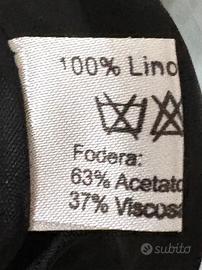 100% Lino
Fodera:
63% Acetato
37% Viscosa
subito